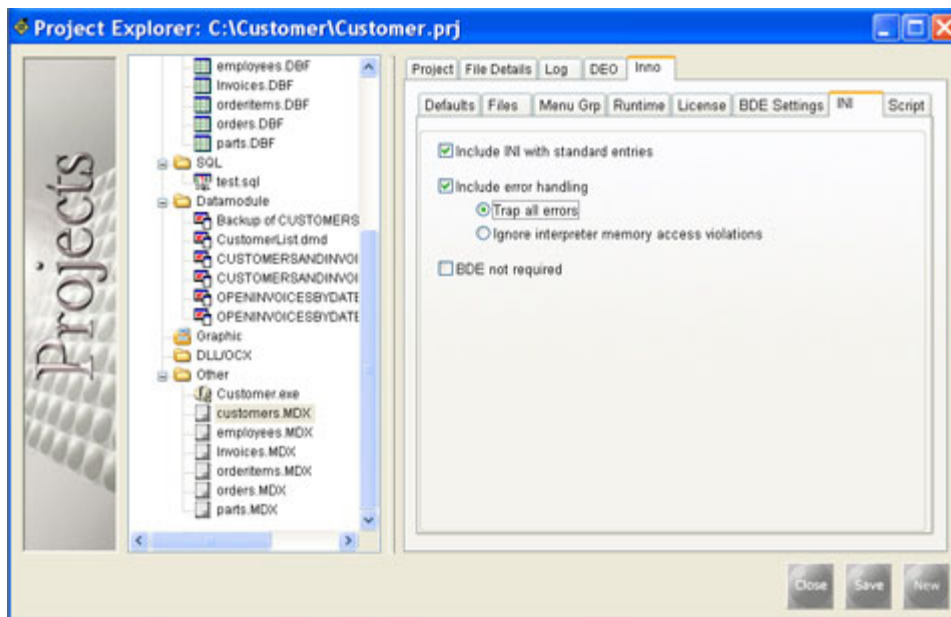 Project Explorer: C:\Customer\Customer.prj
Projects
employees.DBF
Invoices.DBF
orderitems.DBF
orders.DBF
parts.DBF
SQL
test.sql
Datamodule
Backup of CUSTOMERS
CustomerList.dmd
CUSTOMERSANDINVOI
CUSTOMERSANDINVOI
OPENINVOICESBYDATE
OPENINVOICESBYDATE
Graphic
DLL/OCX
Other
Customer.exe
customers.MDX
employees.MDX
Invoices.MDX
orderitems.MDX
orders.MDX
parts.MDX
Project File Details Log DEO Inno
Defaults Files Menu Grp Runtime License BDE Settings INI Script
Include INI with standard entries
Include error handling
Trap all errors
Ignore interpreter memory access violations
BDE not required
Close Save New